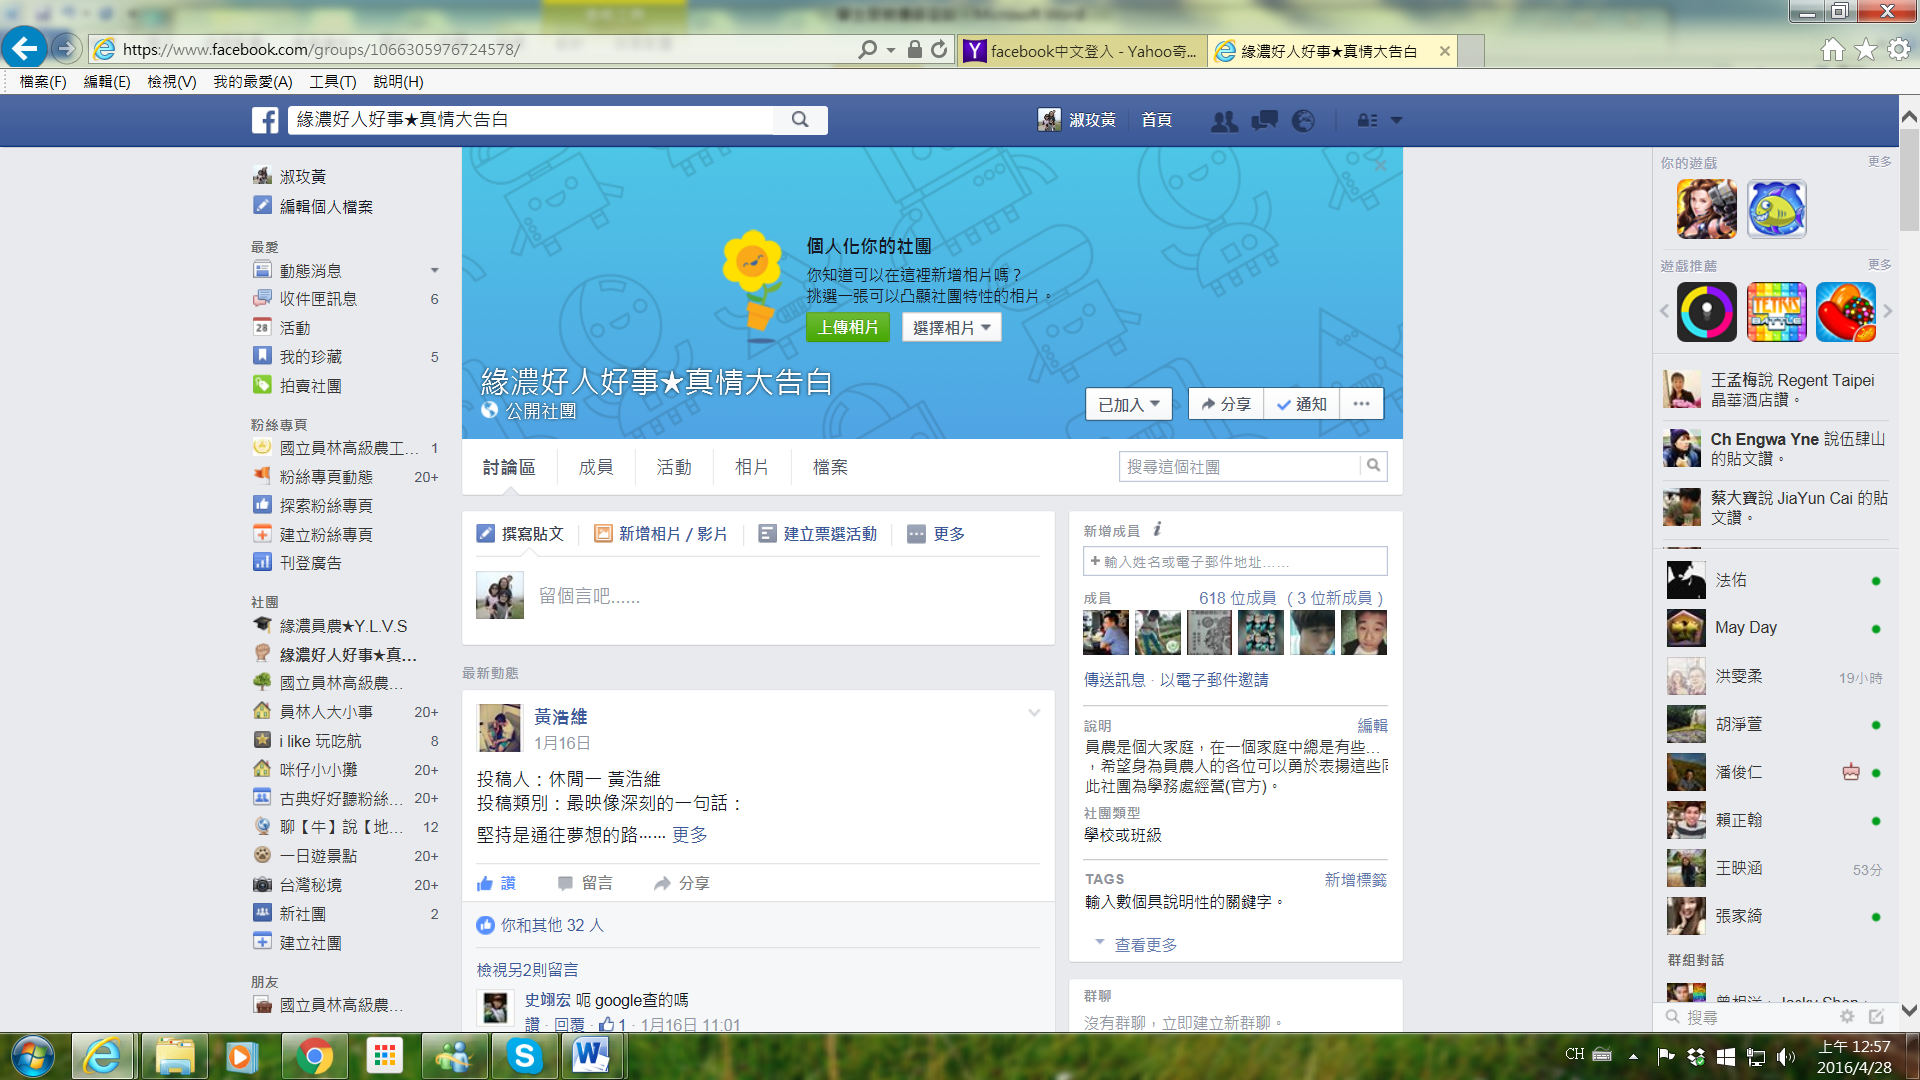 https://www.facebook.com/groups/1066305976724578/
facebook中文登入 - Yahoo奇...
緣濃好人好事★真情大告白
檔案(F) 編輯(E) 檢視(V) 我的最愛(A) 工具(T) 說明(H)
緣濃好人好事★真情大告白
淑玫黃 首頁
淑玫黃
編輯個人檔案
最愛
動態消息
收件匣訊息 6
28 活動
我的珍藏 5
拍賣社團
粉絲專頁
國立員林高級農工... 1
粉絲專頁動態 20+
探索粉絲專頁
建立粉絲專頁
刊登廣告
社團
緣濃員農★Y.L.V.S
緣濃好人好事★真...
國立員林高級農...
員林人大小事 20+
i like 玩吃航 8
咪仔小小攤 20+
古典好好聽粉絲... 20+
聊【牛】說【地... 12
一日遊景點 20+
台灣秘境 20+
新社團 2
建立社團
朋友
國立員林高級農...
個人化你的社團
你知道可以在這裡新增相片嗎？
挑選一張可以凸顯社團特性的相片。
上傳相片 選擇相片
緣濃好人好事★真情大告白
公開社團
已加入 分享 通知 ...
討論區 成員 活動 相片 檔案
搜尋這個社團
撰寫貼文 新增相片 / 影片 建立票選活動 更多
留個言吧......
最新動態
黃浩維
1月16日
投稿人：休閒一 黃浩維
投稿類別：最映像深刻的一句話：
堅持是通往夢想的路...... 更多
讚 留言 分享
你和其他 32 人
檢視另2則留言
史翊宏 呃 google查的嗎
讚 · 回覆 · 1 · 1月16日 11:01
新增成員
+ 輸入姓名或電子郵件地址......
成員 618 位成員 （3 位新成員）
傳送訊息 · 以電子郵件邀請
說明 編輯
員農是個大家庭，在一個家庭中總是有些...
，希望身為員農人的各位可以勇於表揚這些同
此社團為學務處經營(官方)。
社團類型
學校或班級
TAGS 新增標籤
輸入數個具說明性的關鍵字。
查看更多
群聊
沒有群聊，立即建立新群聊。
你的遊戲 更多
遊戲推薦 更多
TETRIS
BATTLE
王孟梅說 Regent Taipei
晶華酒店讚。
Ch Engwa Yne 說伍肆山
的貼文讚。
蔡大寶說 JiaYun Cai 的貼
文讚。
法佑
May Day
洪雯柔 19小時
胡淨萱
潘俊仁
賴正翰
王映涵 53分
張家綺
群組對話
搜尋
CH
上午 12:57
2016/4/28